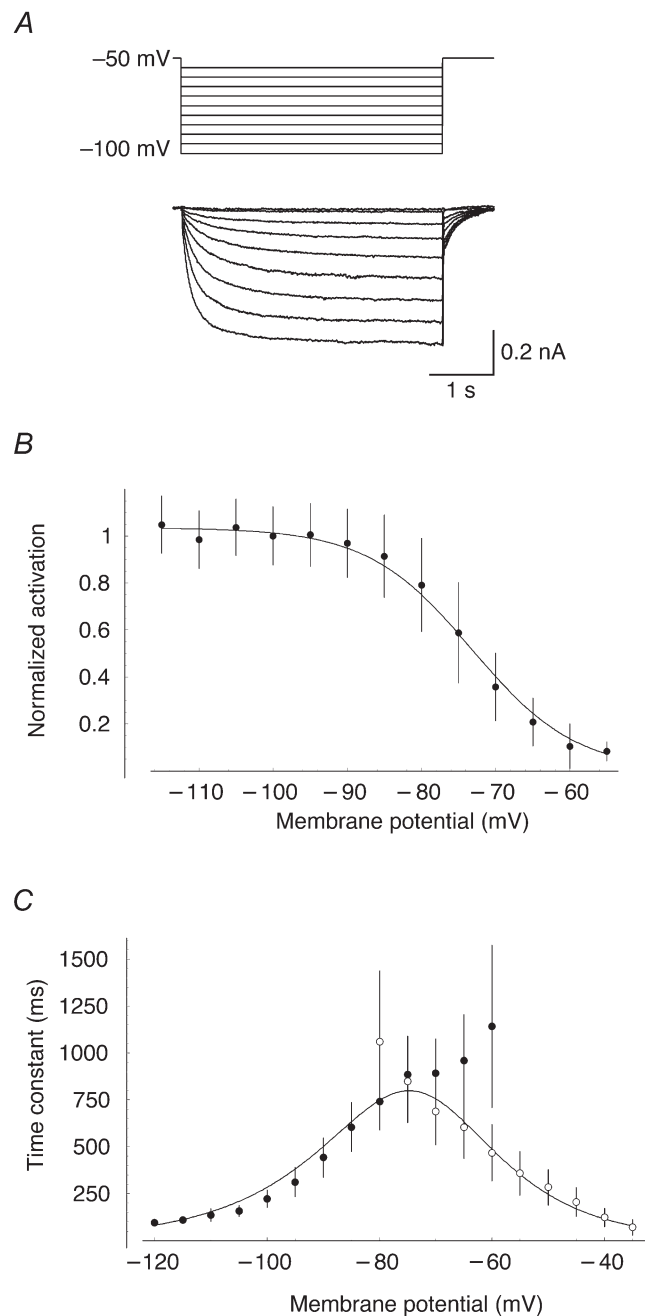 A
−50 mV
−100 mV
0.2 nA
1 s
B
Normalized activation
1
0.8
0.6
0.4
0.2
−110 −100 −90 −80 −70 −60
Membrane potential (mV)
C
Time constant (ms)
1500
1250
1000
750
500
250
−120 −100 −80 −60 −40
Membrane potential (mV)